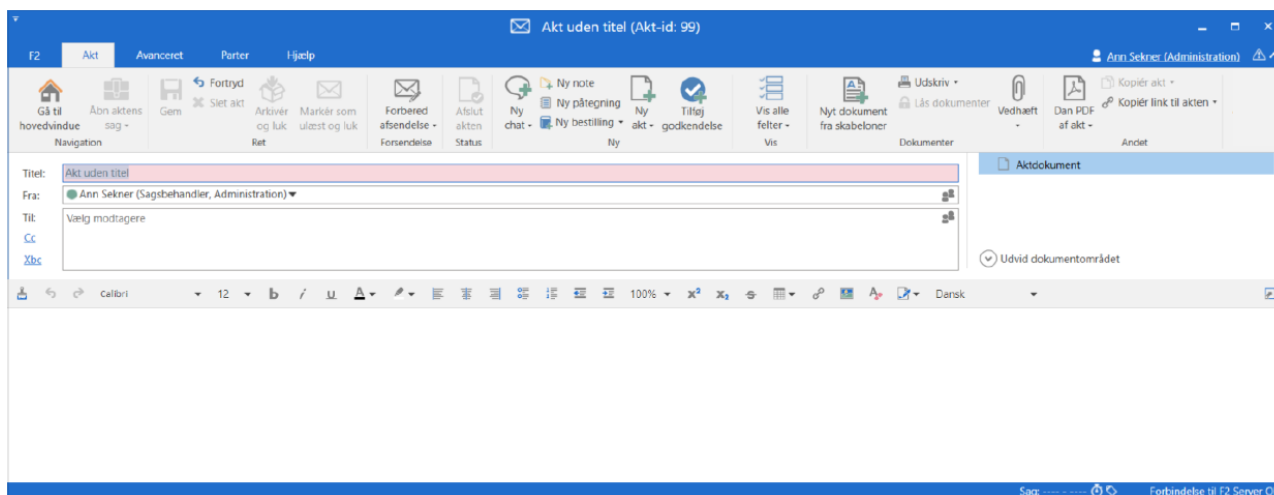 Akt uden titel (Akt-id: 99)
F2 Akt Avanceret Parter Hjælp Ann Sekner (Administration)
Gå til hovedvindue
Åbn aktens sag
Navigation
Gem
Fortryd
Slet akt
Arkivér og luk
Markér som ulæst og luk
Ret
Forbered afsendelse
Forsendelse
Afslut akten
Status
Ny chat
Ny note
Ny påtegning
Ny bestilling
Ny akt
Tilføj godkendelse
Ny
Vis alle felter
Vis
Nyt dokument fra skabeloner
Udskriv
Lås dokumenter
Dokumenter
Vedhæft
Dan PDF af akt
Kopiér akt
Kopiér link til akten
Andet
Titel: Akt uden titel
Fra: Ann Sekner (Sagsbehandler, Administration)
Til: Vælg modtagere
Cc
Xbc
Aktdokument
Udvid dokumentområdet
Calibri 12 b i u A 100% x² x₂ S A Dansk
Sag: ---- - ---- Forbindelse til F2 Server O